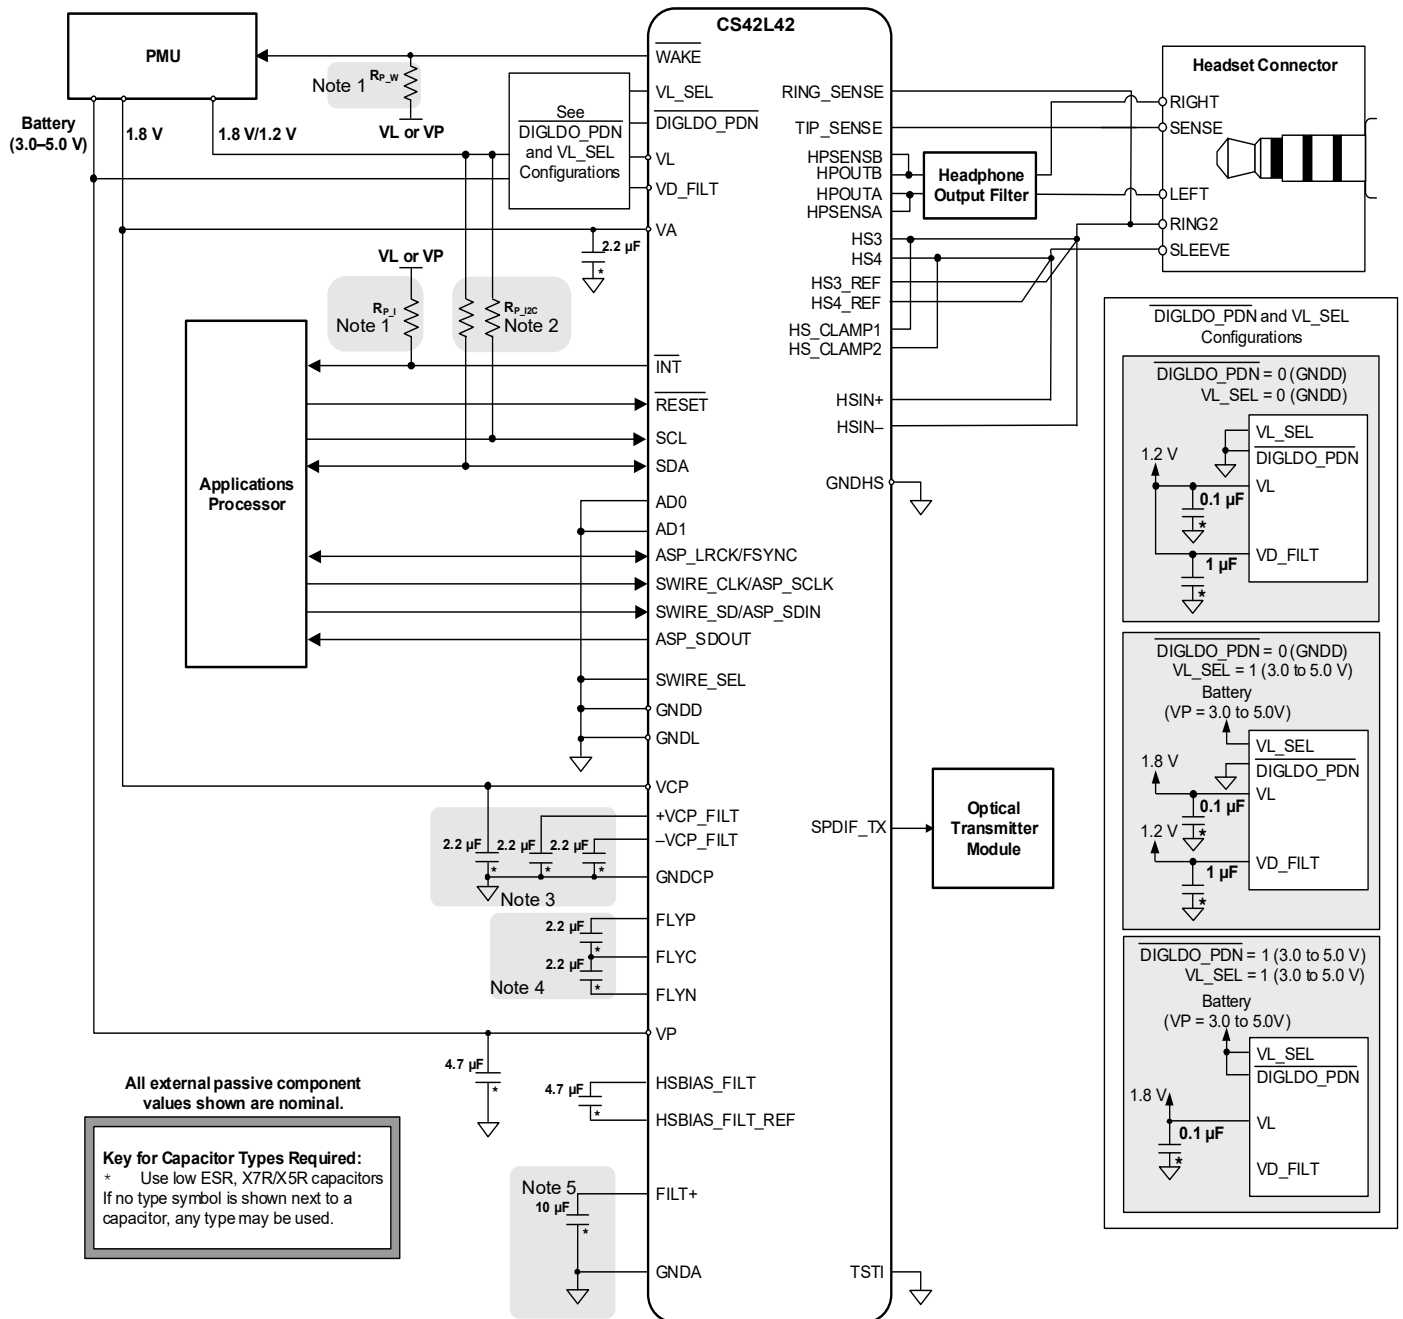 CS42L42
PMU
Note 1
RP_W
VL or VP
Battery
(3.0–5.0 V)
1.8 V
1.8 V/1.2 V
See
DIGLDO_PDN
and VL_SEL
Configurations
WAKE
VL_SEL
DIGLDO_PDN
VL
VD_FILT
VA
2.2 µF
*
VL or VP
RP_I
Note 1
RP_I2C
Note 2
Applications
Processor
INT
RESET
SCL
SDA
AD0
AD1
ASP_LRCK/FSYNC
SWIRE_CLK/ASP_SCLK
SWIRE_SD/ASP_SDIN
ASP_SDOUT
SWIRE_SEL
GNDD
GNDL
VCP
+VCP_FILT
–VCP_FILT
GNDCP
2.2 µF
2.2 µF
2.2 µF
*
*
*
Note 3
FLYP
FLYC
FLYN
2.2 µF
*
2.2 µF
*
Note 4
VP
4.7 µF
*
HSBIAS_FILT
4.7 µF
*
HSBIAS_FILT_REF
Note 5
10 µF
*
FILT+
GNDA
RING_SENSE
TIP_SENSE
HPSENSB
HPOUTB
HPOUTA
HPSENSA
HS3
HS4
HS3_REF
HS4_REF
HS_CLAMP1
HS_CLAMP2
HSIN+
HSIN–
GNDHS
SPDIF_TX
TSTI
Headphone
Output Filter
Headset Connector
RIGHT
SENSE
LEFT
RING2
SLEEVE
Optical
Transmitter
Module
DIGLDO_PDN and VL_SEL
Configurations
DIGLDO_PDN = 0 (GNDD)
VL_SEL = 0 (GNDD)
VL_SEL
DIGLDO_PDN
1.2 V
VL
0.1 µF
*
VD_FILT
1 µF
*
DIGLDO_PDN = 0 (GNDD)
VL_SEL = 1 (3.0 to 5.0 V)
Battery
(VP = 3.0 to 5.0V)
VL_SEL
DIGLDO_PDN
1.8 V
VL
0.1 µF
*
1.2 V
VD_FILT
1 µF
*
DIGLDO_PDN = 1 (3.0 to 5.0 V)
VL_SEL = 1 (3.0 to 5.0 V)
Battery
(VP = 3.0 to 5.0V)
VL_SEL
DIGLDO_PDN
1.8 V
VL
0.1 µF
*
VD_FILT
All external passive component
values shown are nominal.
Key for Capacitor Types Required:
* Use low ESR, X7R/X5R capacitors
If no type symbol is shown next to a
capacitor, any type may be used.